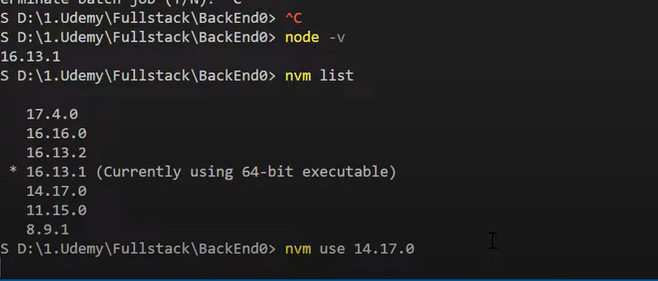 erminate batch job (Y/N): ^C
S D:\1.Udemy\Fullstack\BackEnd0> ^C
S D:\1.Udemy\Fullstack\BackEnd0> node -v
16.13.1
S D:\1.Udemy\Fullstack\BackEnd0> nvm list
17.4.0
16.16.0
16.13.2
* 16.13.1 (Currently using 64-bit executable)
14.17.0
11.15.0
8.9.1
S D:\1.Udemy\Fullstack\BackEnd0> nvm use 14.17.0